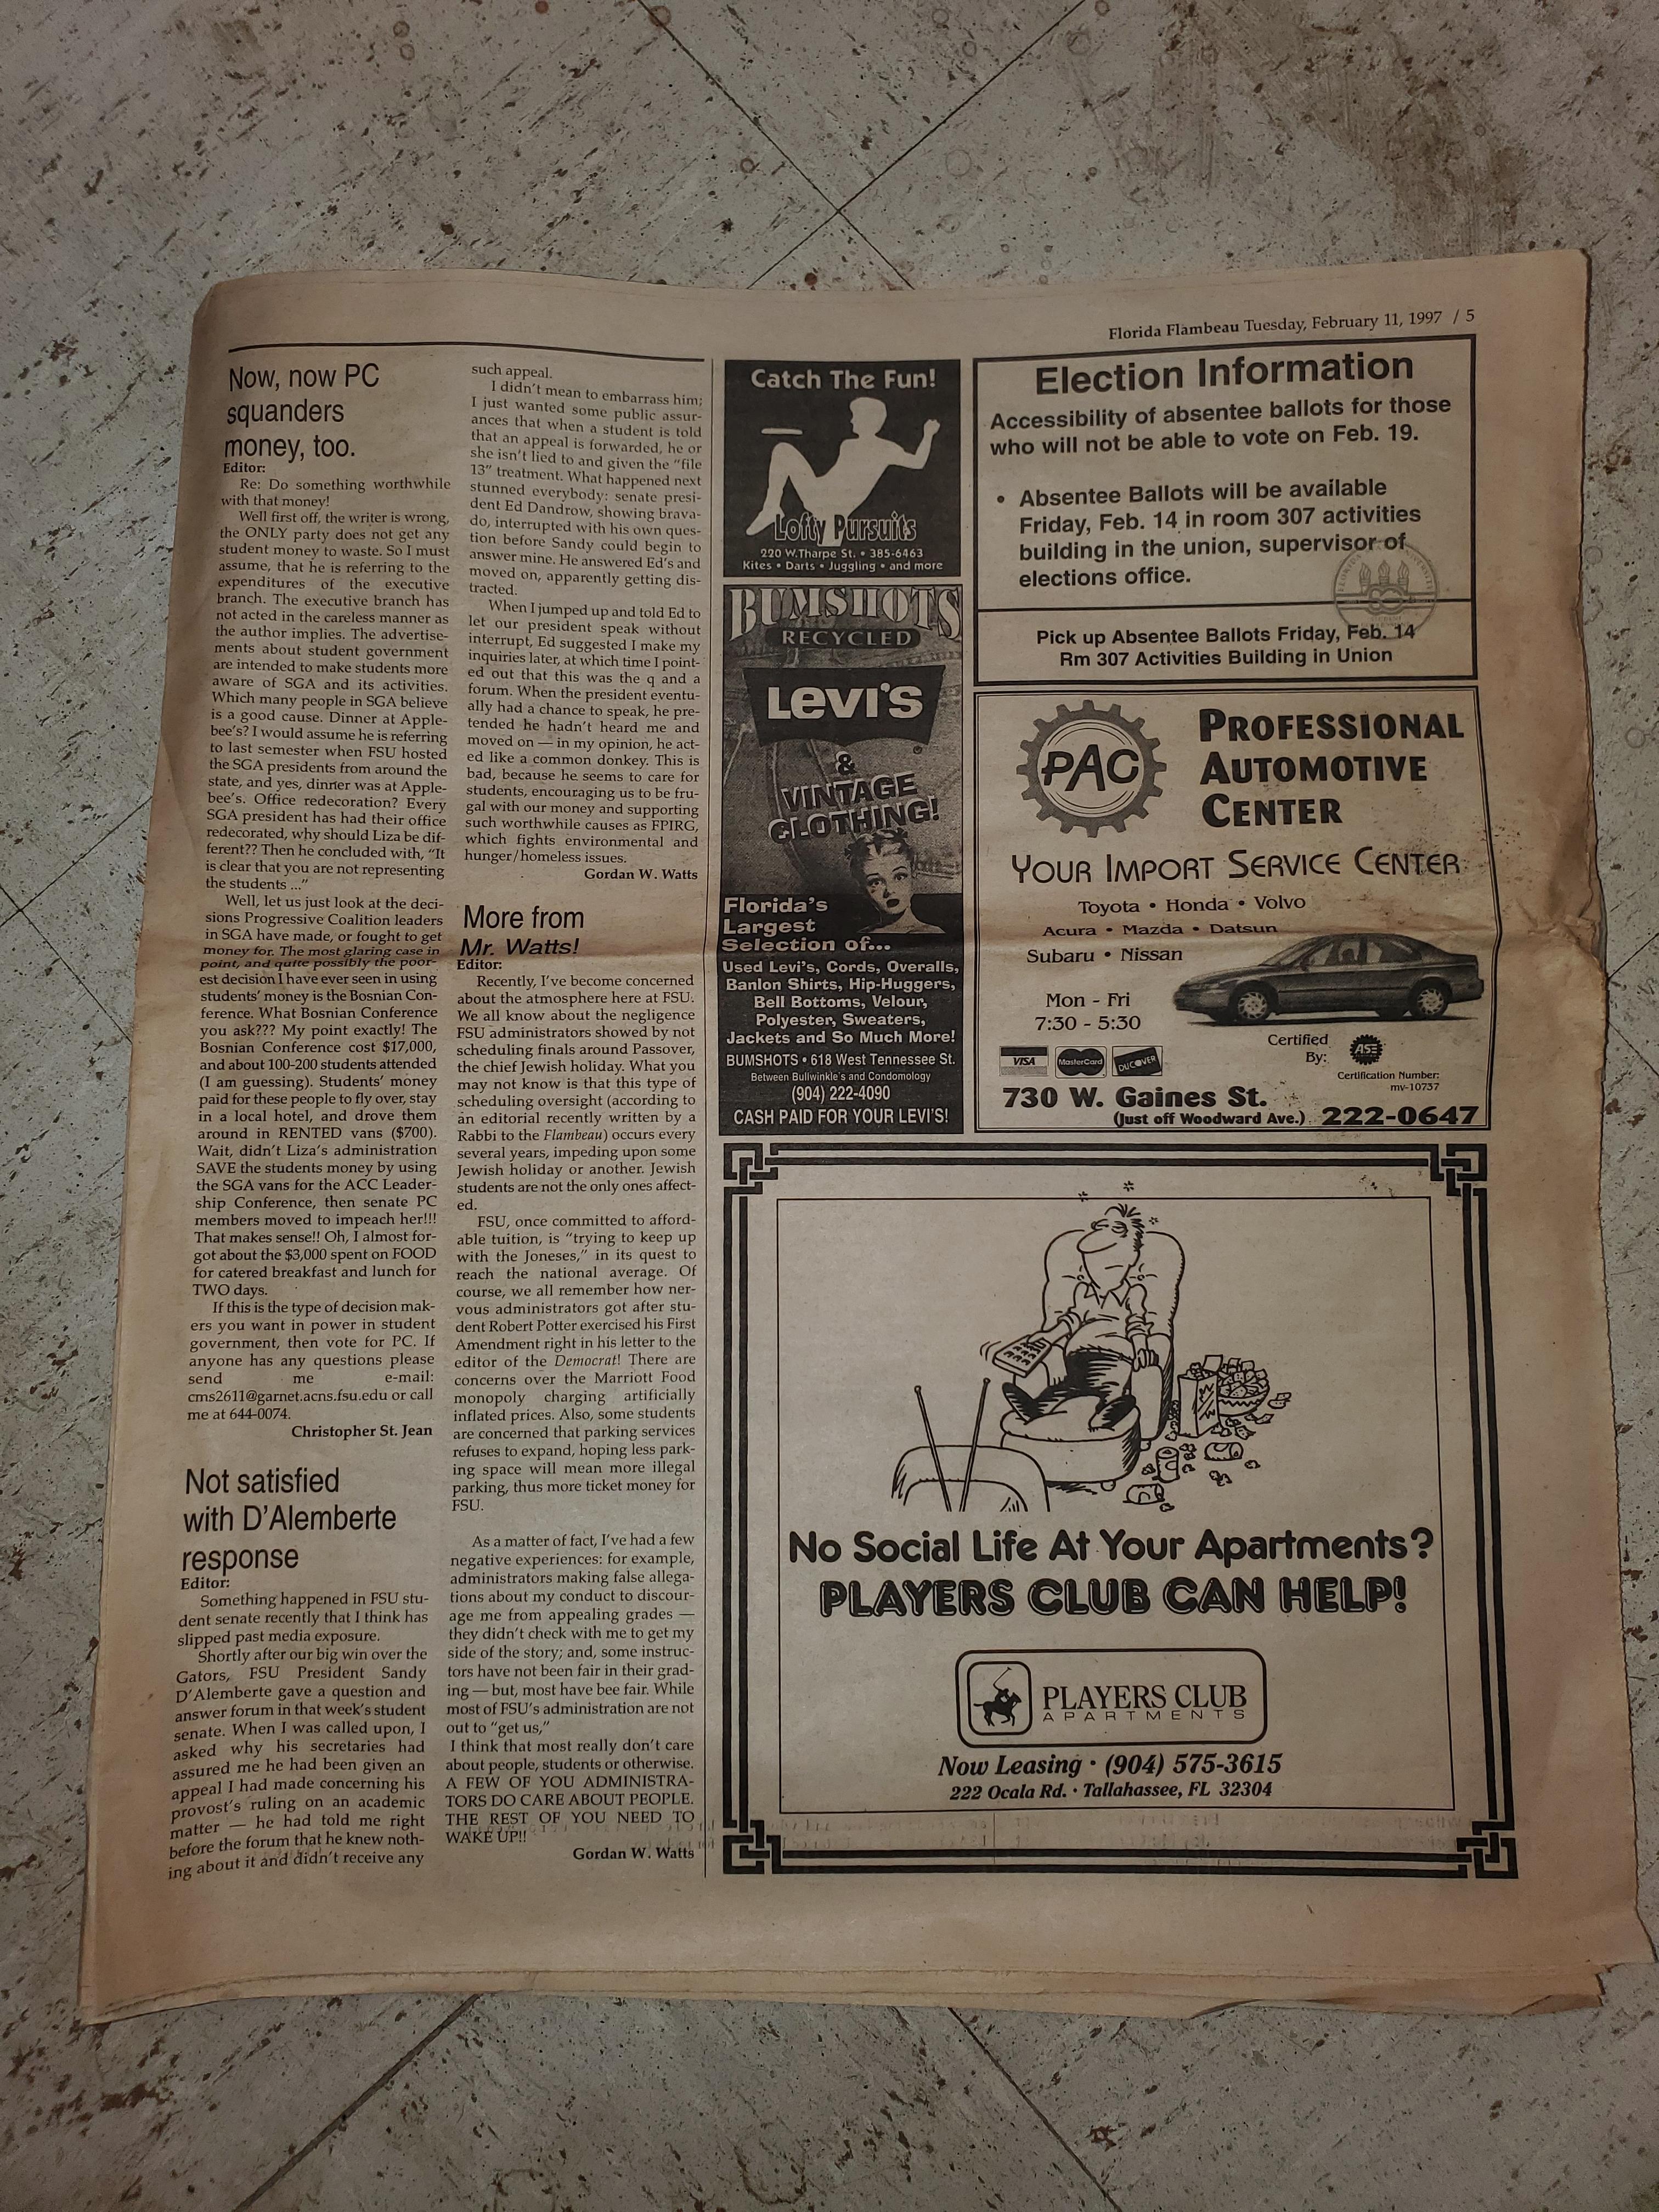 Florida Flambeau Tuesday, February 11, 1997 / 5
Now, now PC
squanders
money, too.
Editor:
Re: Do something worthwhile
with that money!
Well first off, the writer is wrong,
the ONLY party does not get any
student money to waste. So I must
assume, that he is referring to the
expenditures of the executive
branch. The executive branch has
not acted in the careless manner as
the author implies. The advertise-
ments about student government
are intended to make students more
aware of SGA and its activities.
Which many people in SGA believe
is a good cause. Dinner at Apple-
bee's? I would assume he is referring
to last semester when FSU hosted
the SGA presidents from around the
state, and yes, dinner was at Apple-
bee's. Office redecoration? Every
SGA president has had their office
redecorated, why should Liza be dif-
ferent?? Then he concluded with, "It
is clear that you are not representing
the students ..."
Well, let us just look at the deci-
sions Progressive Coalition leaders
in SGA have made, or fought to get
money for. The most glaring case in
point, and quite possibly the poor-
est decision I have ever seen in using
students' money is the Bosnian Con-
ference. What Bosnian Conference
you ask??? My point exactly! The
Bosnian Conference cost $17,000,
and about 100-200 students attended
(I am guessing). Students' money
paid for these people to fly over, stay
in a local hotel, and drove them
around in RENTED vans ($700).
Wait, didn't Liza's administration
SAVE the students money by using
the SGA vans for the ACC Leader-
ship Conference, then senate PC
members moved to impeach her!!!
That makes sense!! Oh, I almost for-
got about the $3,000 spent on FOOD
for catered breakfast and lunch for
TWO days.
If this is the type of decision mak-
ers you want in power in student
government, then vote for PC. If
anyone has any questions please
send me e-mail:
cms2611@garnet.acns.fsu.edu or call
me at 644-0074.
Christopher St. Jean
Not satisfied
with D'Alemberte
response
Editor:
Something happened in FSU stu-
dent senate recently that I think has
slipped past media exposure.
Shortly after our big win over the
Gators, FSU President Sandy
D'Alemberte gave a question and
answer forum in that week's student
senate. When I was called upon, I
asked why his secretaries had
assured me he had been given an
appeal I had made concerning his
provost's ruling on an academic
matter — he had told me right
before the forum that he knew noth-
ing about it and didn't receive any
such appeal.
I didn't mean to embarrass him;
I just wanted some public assur-
ances that when a student is told
that an appeal is forwarded, he or
she isn't lied to and given the "file
13" treatment. What happened next
stunned everybody: senate presi-
dent Ed Dandrow, showing brava-
do, interrupted with his own ques-
tion before Sandy could begin to
answer mine. He answered Ed's and
moved on, apparently getting dis-
tracted.
When I jumped up and told Ed to
let our president speak without
interrupt, Ed suggested I make my
inquiries later, at which time I point-
ed out that this was the q and a
forum. When the president eventu-
ally had a chance to speak, he pre-
tended he hadn't heard me and
moved on — in my opinion, he act-
ed like a common donkey. This is
bad, because he seems to care for
students, encouraging us to be fru-
gal with our money and supporting
such worthwhile causes as FPIRG,
which fights environmental and
hunger/homeless issues.
Gordan W. Watts
More from
Mr. Watts!
Editor:
Recently, I've become concerned
about the atmosphere here at FSU.
We all know about the negligence
FSU administrators showed by not
scheduling finals around Passover,
the chief Jewish holiday. What you
may not know is that this type of
scheduling oversight (according to
an editorial recently written by a
Rabbi to the Flambeau) occurs every
several years, impeding upon some
Jewish holiday or another. Jewish
students are not the only ones affect-
ed.
FSU, once committed to afford-
able tuition, is "trying to keep up
with the Joneses," in its quest to
reach the national average. Of
course, we all remember how ner-
vous administrators got after stu-
dent Robert Potter exercised his First
Amendment right in his letter to the
editor of the Democrat! There are
concerns over the Marriott Food
monopoly charging artificially
inflated prices. Also, some students
are concerned that parking services
refuses to expand, hoping less park-
ing space will mean more illegal
parking, thus more ticket money for
FSU.
As a matter of fact, I've had a few
negative experiences: for example,
administrators making false allega-
tions about my conduct to discour-
age me from appealing grades —
they didn't check with me to get my
side of the story; and, some instruc-
tors have not been fair in their grad-
ing — but, most have bee fair. While
most of FSU's administration are not
out to "get us,"
I think that most really don't care
about people, students or otherwise.
A FEW OF YOU ADMINISTRA-
TORS DO CARE ABOUT PEOPLE.
THE REST OF YOU NEED TO
WAKE UP!!
Gordan W. Watts
Catch The Fun!
Lofty Pursuits
220 W. Tharpe St. • 385-6463
Kites • Darts • Juggling • and more
BUMSHOTS
RECYCLED
LEVI'S
®
&
VINTAGE
CLOTHING!
Florida's
Largest
Selection of...
Used Levi's, Cords, Overalls,
Banlon Shirts, Hip-Huggers,
Bell Bottoms, Velour,
Polyester, Sweaters,
Jackets and So Much More!
BUMSHOTS • 618 West Tennessee St.
Between Bullwinkle's and Condomology
(904) 222-4090
CASH PAID FOR YOUR LEVI'S!
Election Information
Accessibility of absentee ballots for those
who will not be able to vote on Feb. 19.
• Absentee Ballots will be available
Friday, Feb. 14 in room 307 activities
building in the union, supervisor of
elections office.
Pick up Absentee Ballots Friday, Feb. 14
Rm 307 Activities Building in Union
PAC
PROFESSIONAL
AUTOMOTIVE
CENTER
YOUR IMPORT SERVICE CENTER
Toyota • Honda • Volvo
Acura • Mazda • Datsun
Subaru • Nissan
Mon - Fri
7:30 - 5:30
VISA MasterCard DISCOVER
Certified
By:
ASE
Certification Number:
mv-10737
730 W. Gaines St.
(Just off Woodward Ave.) 222-0647
No Social Life At Your Apartments?
PLAYERS CLUB CAN HELP!
PLAYERS CLUB
APARTMENTS
Now Leasing · (904) 575-3615
222 Ocala Rd. · Tallahassee, FL 32304